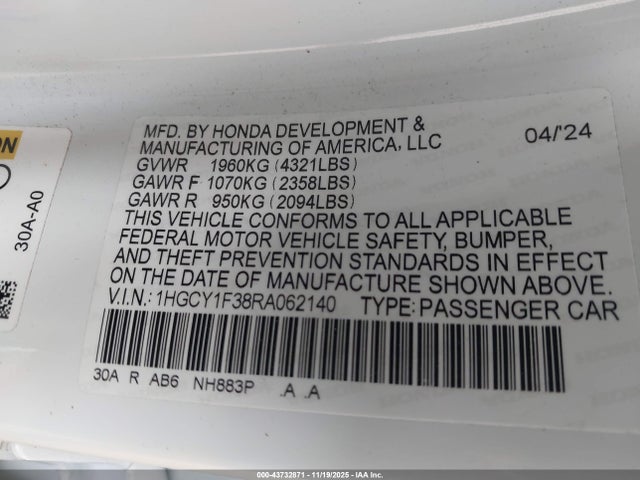 MFD. BY HONDA DEVELOPMENT & 04/'24
MANUFACTURING OF AMERICA, LLC
GVWR 1960KG (4321LBS)
GAWR F 1070KG (2358LBS)
GAWR R 950KG (2094LBS)
THIS VEHICLE CONFORMS TO ALL APPLICABLE
FEDERAL MOTOR VEHICLE SAFETY, BUMPER,
AND THEFT PREVENTION STANDARDS IN EFFECT
ON THE DATE OF MANUFACTURE SHOWN ABOVE.
V.I.N.: 1HGCY1F38RA062140 TYPE: PASSENGER CAR
30A R AB6 NH883P .A .A
30A-A0
000-43732871 - 11/19/2025 - IAA Inc.